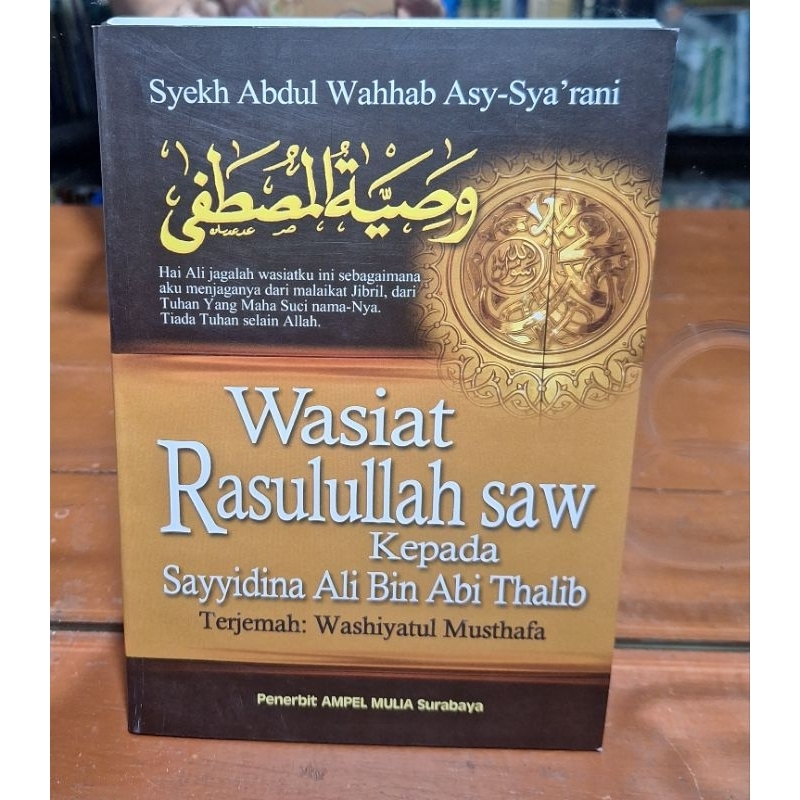 Syekh Abdul Wahhab Asy-Sya'rani
وَصِيَّةُ الْمُصْطَفَى
Hai Ali jagalah wasiatku ini sebagaimana
aku menjaganya dari malaikat Jibril, dari
Tuhan Yang Maha Suci nama-Nya.
Tiada Tuhan selain Allah.
Wasiat
Rasulullah saw
Kepada
Sayyidina Ali Bin Abi Thalib
Terjemah: Washiyatul Musthafa
Penerbit AMPEL MULIA Surabaya